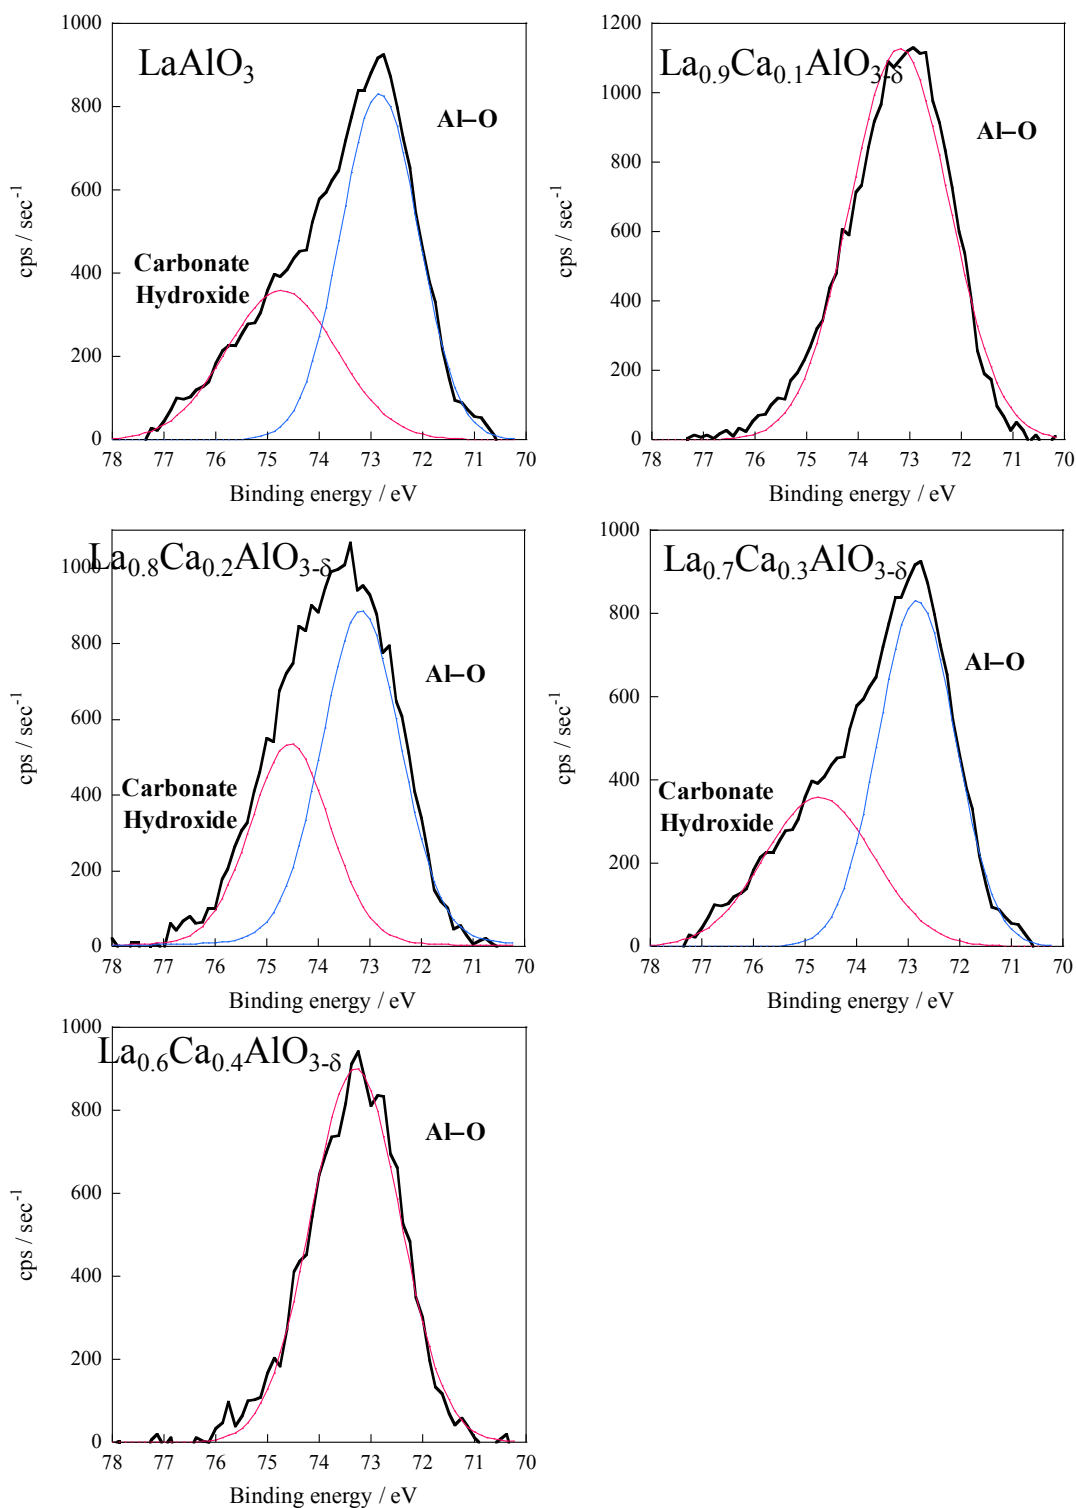 LaAlO₃
Al–O
Carbonate
Hydroxide
1000
800
600
400
200
0
78 77 76 75 74 73 72 71 70
Binding energy / eV
cps / sec⁻¹
La₀.₉Ca₀.₁AlO₃₋δ
Al–O
1200
1000
800
600
400
200
0
78 77 76 75 74 73 72 71 70
Binding energy / eV
cps / sec⁻¹
La₀.₈Ca₀.₂AlO₃₋δ
Al–O
Carbonate
Hydroxide
1000
800
600
400
200
0
78 77 76 75 74 73 72 71 70
Binding energy / eV
cps / sec⁻¹
La₀.₇Ca₀.₃AlO₃₋δ
Al–O
Carbonate
Hydroxide
1000
800
600
400
200
0
78 77 76 75 74 73 72 71 70
Binding energy / eV
cps / sec⁻¹
La₀.₆Ca₀.₄AlO₃₋δ
Al–O
1000
800
600
400
200
0
78 77 76 75 74 73 72 71 70
Binding energy / eV
cps / sec⁻¹